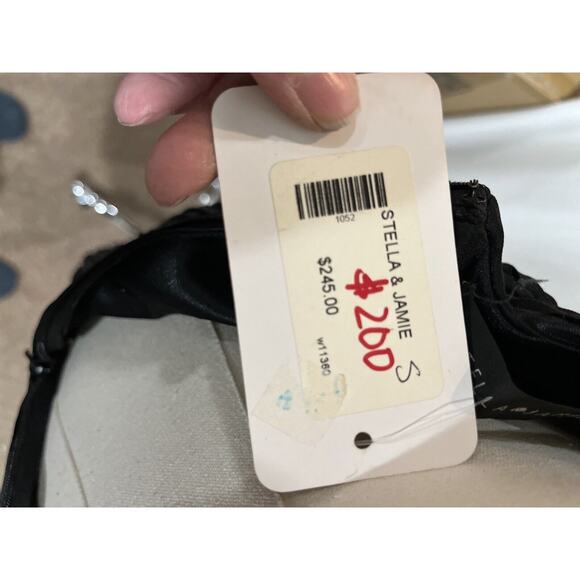 1052
STELLA & JAMIE
S
$200
$245.00
w11360